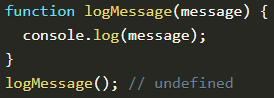 function logMessage(message) {
  console.log(message);
}
logMessage(); // undefined